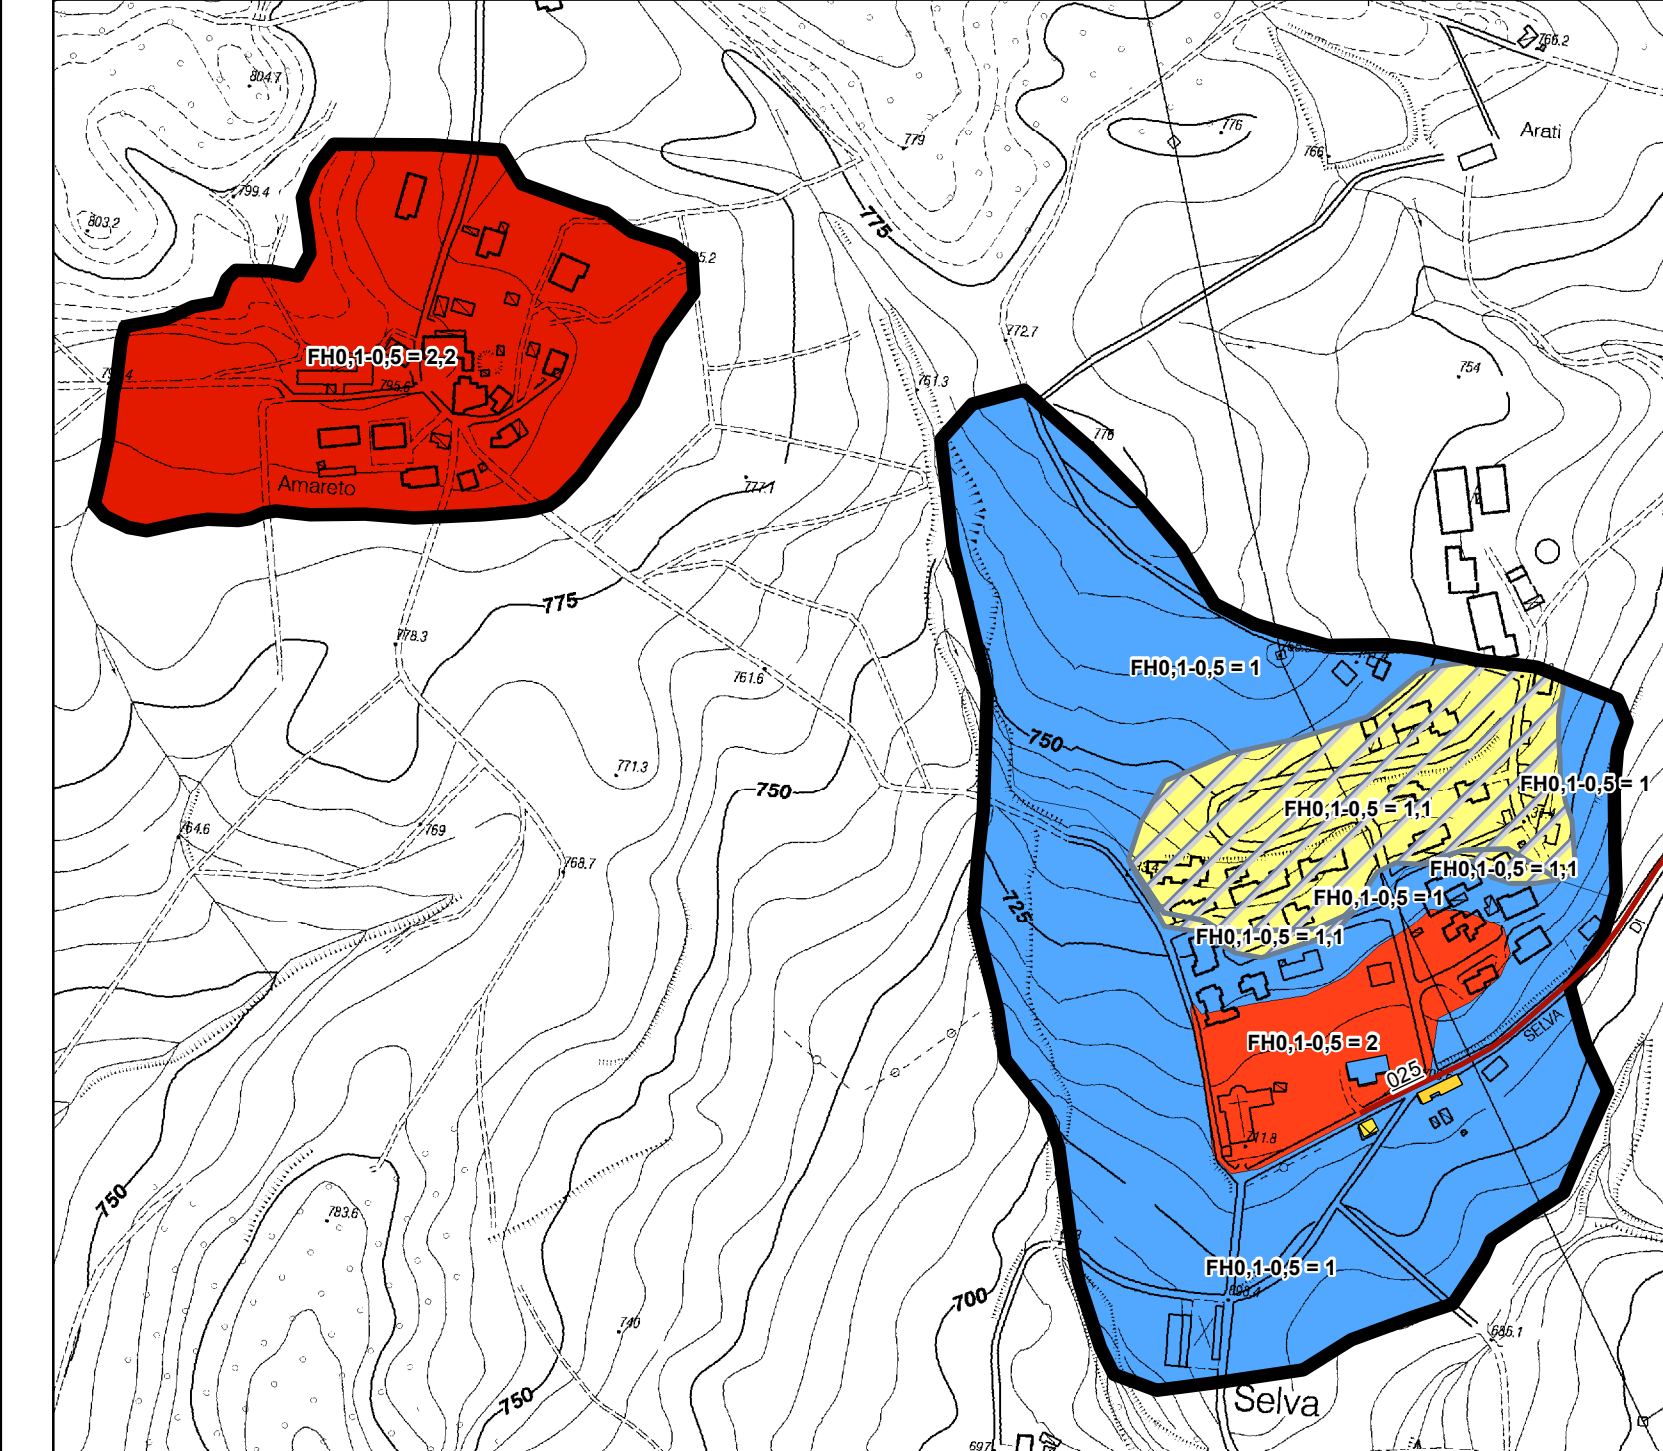 766.2
804.7
776
Arati
779
766
799.4
803.2
775
5.2
772.7
FH0,1-0,5 = 2,2
754
761.3
795.6
776
Amareto
777.1
775
778.3
FH0,1-0,5 = 1
761.6
750
771.3
FH0,1-0,5 = 1
750
FH0,1-0,5 = 1,1
764.6
769
768.7
FH0,1-0,5 = 1,1
FH0,1-0,5 = 1
725
DI
FH0,1-0,5 = 1,1
SELVA
FH0,1-0,5 = 2
025
711.8
750
783.6
FH0,1-0,5 = 1
700
740
685.1
750
Selva
697